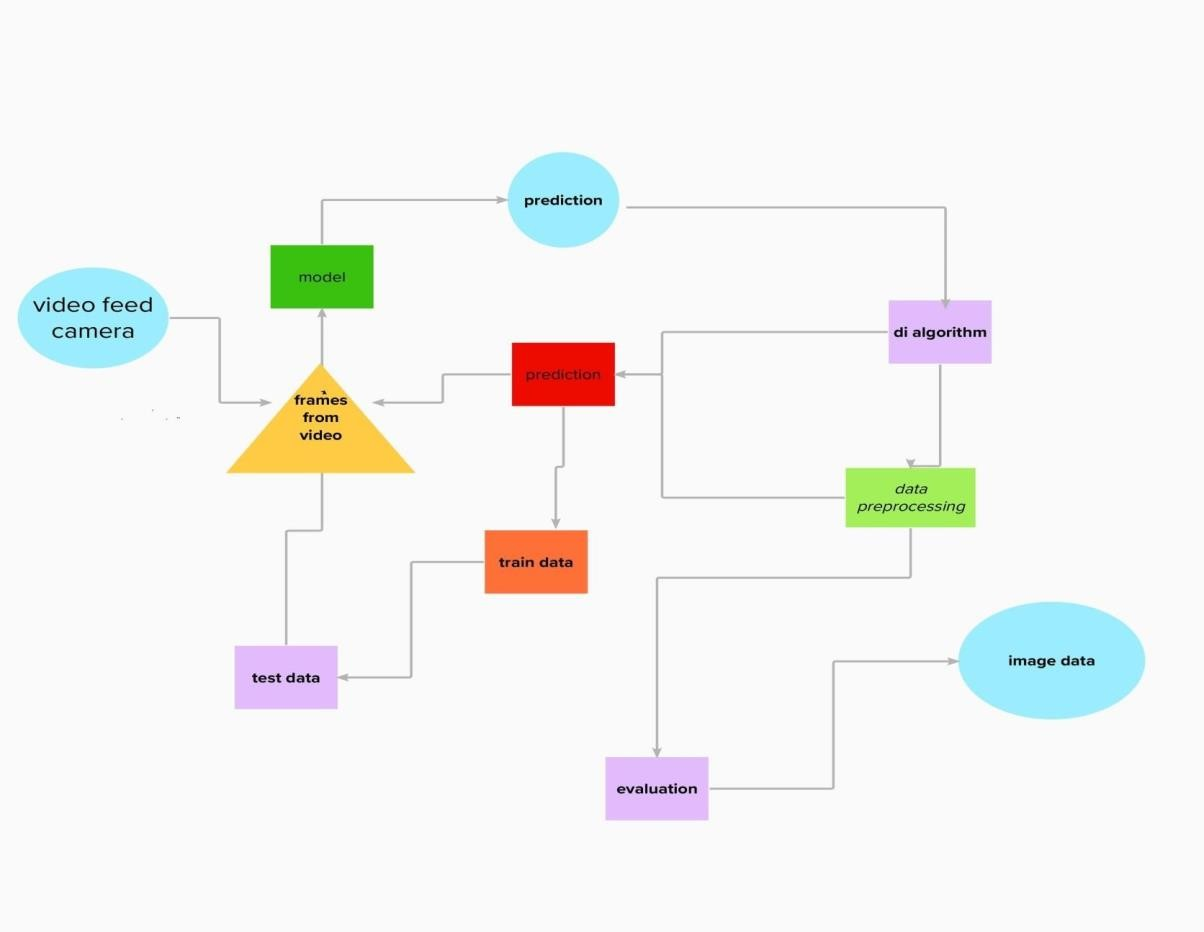 prediction
model
video feed
camera
di algorithm
prediction
frames
from
video
data
preprocessing
train data
image data
test data
evaluation